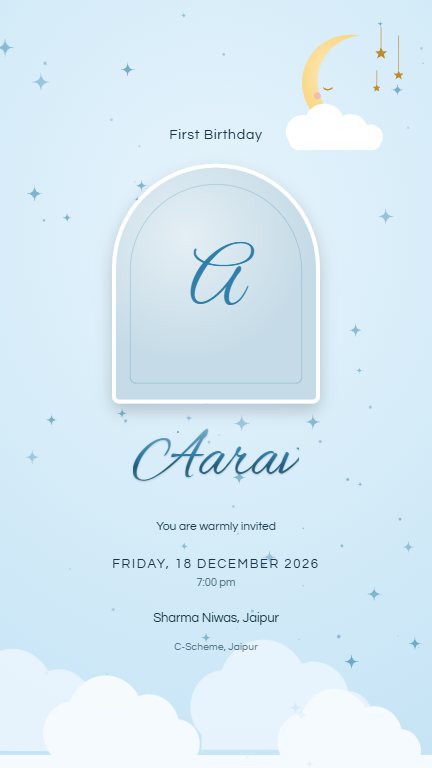 First Birthday
A
Aarav
You are warmly invited
FRIDAY, 18 DECEMBER 2026
7:00 pm
Sharma Niwas, Jaipur
C-Scheme, Jaipur